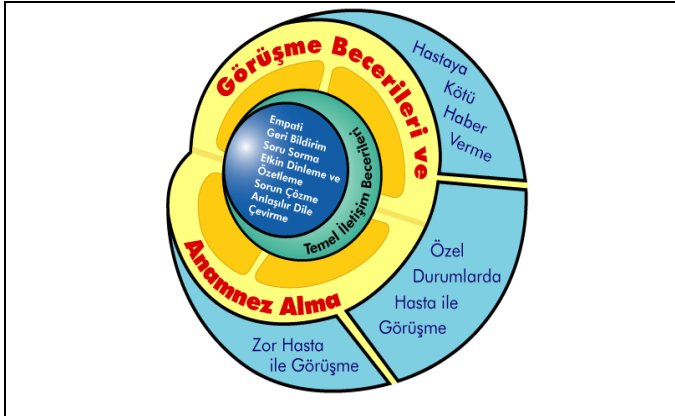 Görüşme Becerileri ve
Anamnez Alma
Empati
Geri Bildirim
Soru Sorma
Etkin Dinleme ve
Özetleme
Sorun Çözme
Anlaşılır Dile
Çevirme
Temel İletişim Becerileri
Hastaya
Kötü
Haber
Verme
Özel
Durumlarda
Hasta ile
Görüşme
Zor Hasta
ile Görüşme